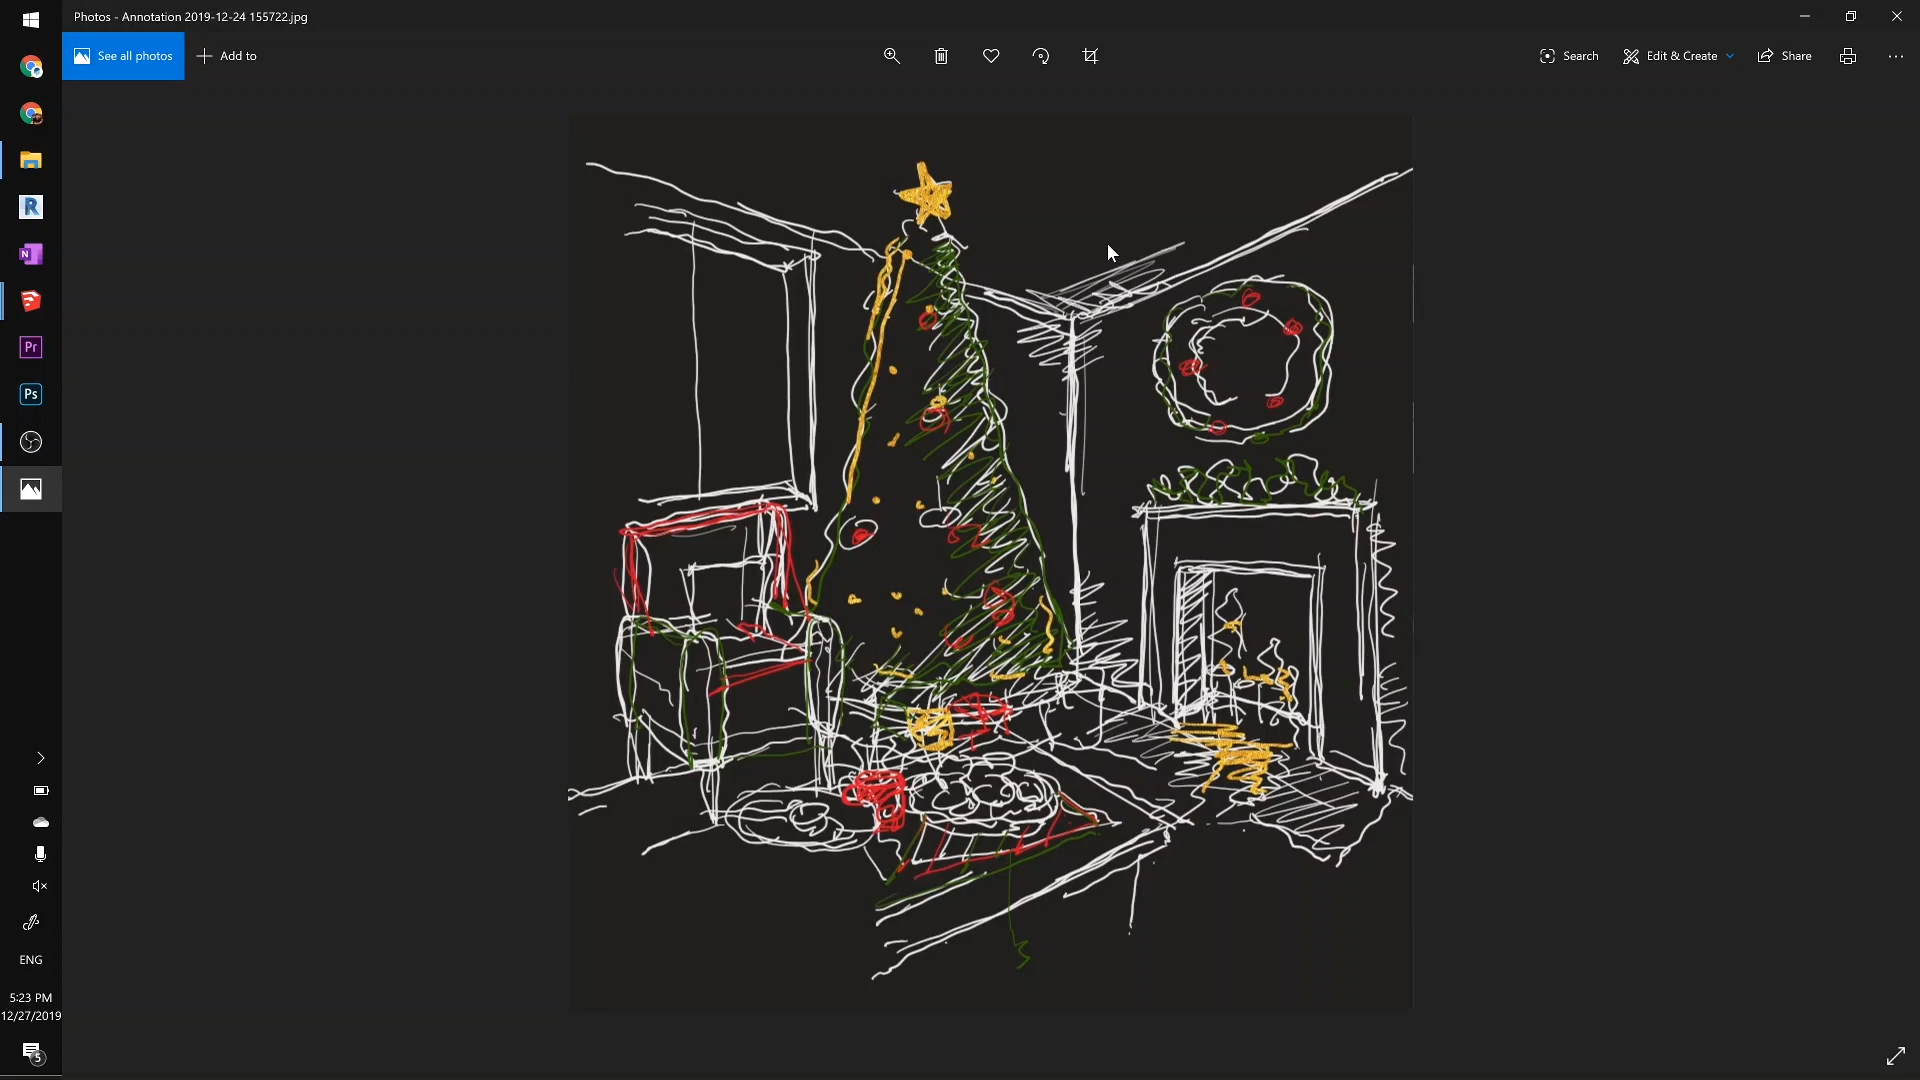 Photos - Annotation 2019-12-24 155722.jpg
See all photos
Add to
Search
Edit & Create
Share
R
N
Pr
Ps
ENG
5:23 PM
12/27/2019
5